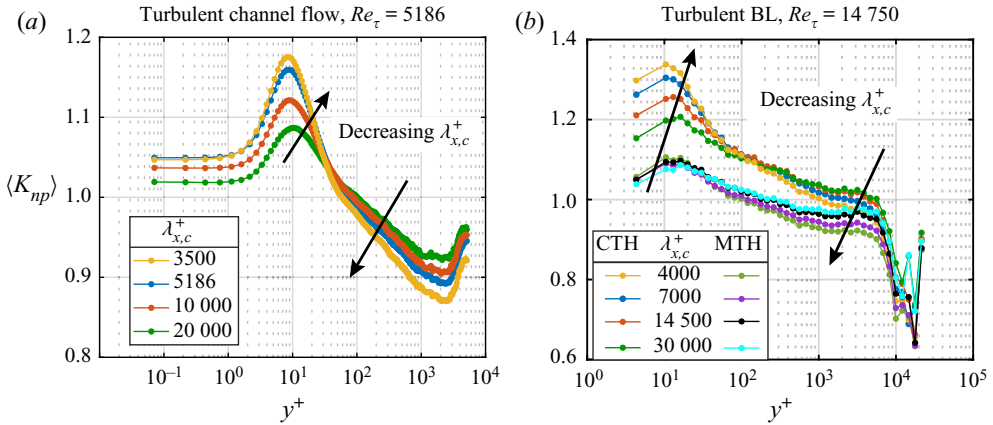 (a) Turbulent channel flow, Re_τ = 5186
1.2
1.1
1.0
0.9
0.8
⟨K_np⟩
Decreasing λ⁺_x,c
λ⁺_x,c
3500
5186
10 000
20 000
10⁻¹ 10⁰ 10¹ 10² 10³ 10⁴
y⁺
(b) Turbulent BL, Re_τ = 14 750
1.4
1.2
1.0
0.8
0.6
Decreasing λ⁺_x,c
CTH λ⁺_x,c MTH
4000
7000
14 500
30 000
10⁰ 10¹ 10² 10³ 10⁴ 10⁵
y⁺